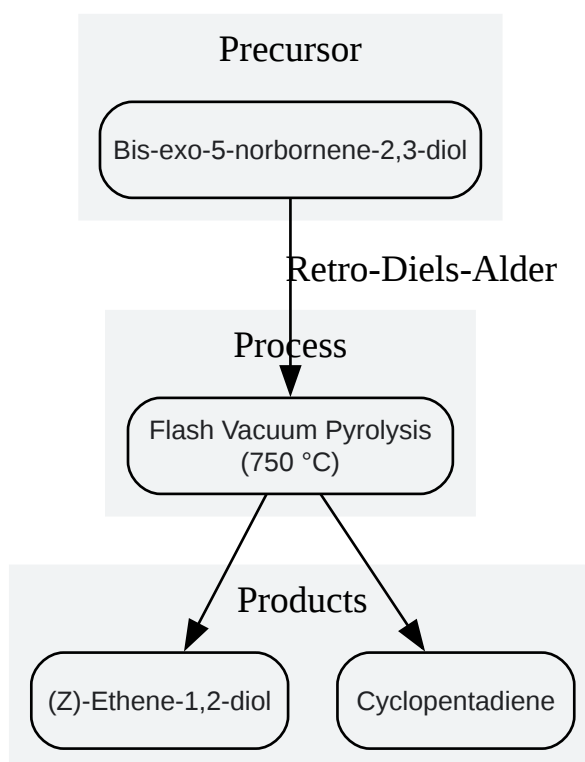 Precursor
Bis-exo-5-norbornene-2,3-diol
Retro-Diels-Alder
Process
Flash Vacuum Pyrolysis
(750 °C)
Products
(Z)-Ethene-1,2-diol
Cyclopentadiene